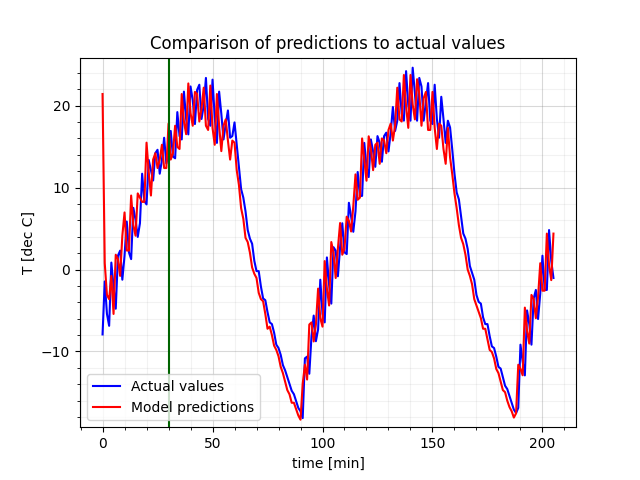 Comparison of predictions to actual values
T [dec C]
20
10
0
−10
Actual values
Model predictions
0 50 100 150 200
time [min]